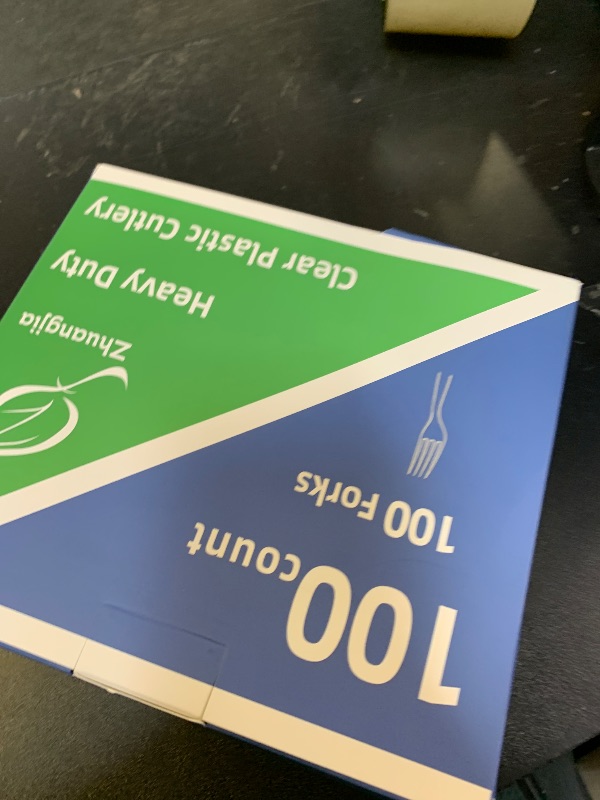 100 count
100 Forks
Zhuangjia
Heavy Duty
Clear Plastic Cutlery